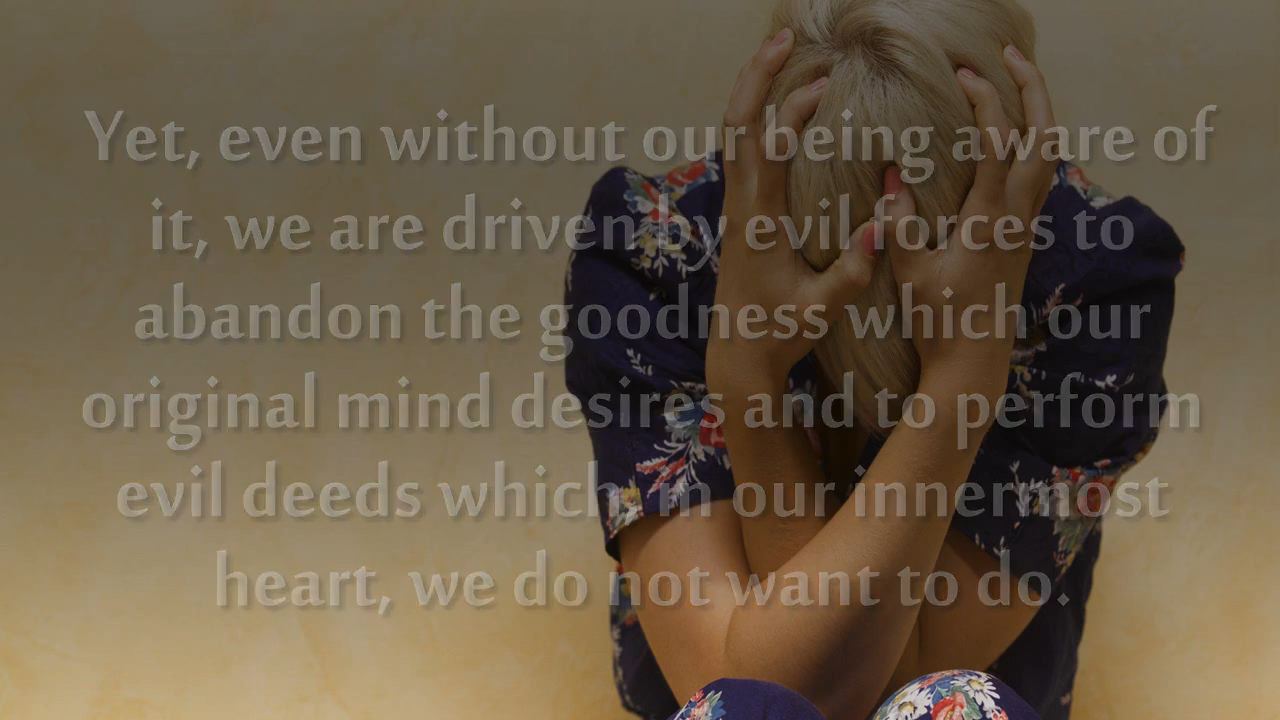 Yet, even without our being aware of
it, we are driven by evil forces to
abandon the goodness which our
original mind desires and to perform
evil deeds which in our innermost
heart, we do not want to do.